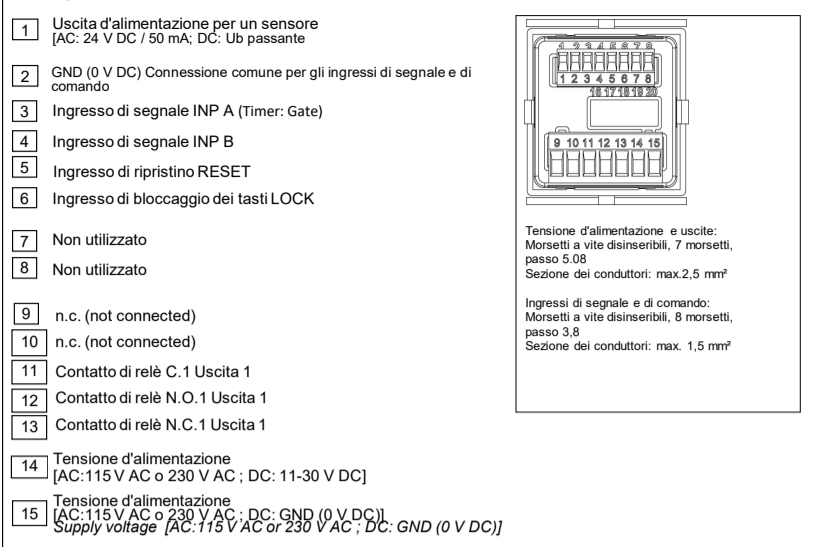 1 Uscita d'alimentazione per un sensore
[AC: 24 V DC / 50 mA; DC: Ub passante
2 GND (0 V DC) Connessione comune per gli ingressi di segnale e di
comando
3 Ingresso di segnale INP A (Timer: Gate)
4 Ingresso di segnale INP B
5 Ingresso di ripristino RESET
6 Ingresso di bloccaggio dei tasti LOCK
7 Non utilizzato
8 Non utilizzato
9 n.c. (not connected)
10 n.c. (not connected)
11 Contatto di relè C.1 Uscita 1
12 Contatto di relè N.O.1 Uscita 1
13 Contatto di relè N.C.1 Uscita 1
14 Tensione d'alimentazione
[AC:115 V AC o 230 V AC ; DC: 11-30 V DC]
15 Tensione d'alimentazione
[AC:115 V AC o 230 V AC ; DC: GND (0 V DC)]
Supply voltage [AC:115 V AC or 230 V AC ; DC: GND (0 V DC)]
1 2 3 4 5 6 7 8
1 2 3 4 5 6 7 8
16 17 18 19 20
9 10 11 12 13 14 15
Tensione d'alimentazione e uscite:
Morsetti a vite disinseribili, 7 morsetti,
passo 5.08
Sezione dei conduttori: max.2,5 mm²
Ingressi di segnale e di comando:
Morsetti a vite disinseribili, 8 morsetti,
passo 3,8
Sezione dei conduttori: max. 1,5 mm²